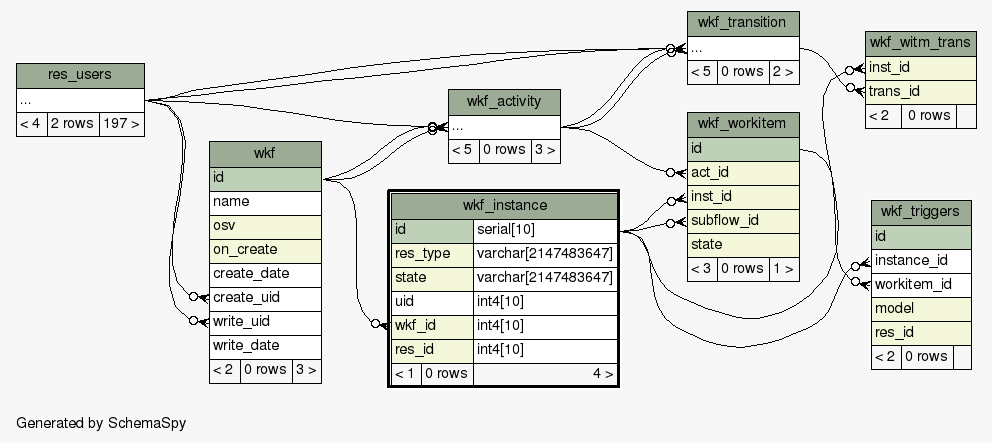 res_users
...
< 4 2 rows 197 >
wkf
id
name
osv
on_create
create_date
create_uid
write_uid
write_date
< 2 0 rows 3 >
wkf_activity
...
< 5 0 rows 3 >
wkf_instance
id serial[10]
res_type varchar[2147483647]
state varchar[2147483647]
uid int4[10]
wkf_id int4[10]
res_id int4[10]
< 1 0 rows 4 >
wkf_transition
...
< 5 0 rows 2 >
wkf_workitem
id
act_id
inst_id
subflow_id
state
< 3 0 rows 1 >
wkf_witm_trans
inst_id
trans_id
< 2 0 rows
wkf_triggers
id
instance_id
workitem_id
model
res_id
< 2 0 rows
Generated by SchemaSpy